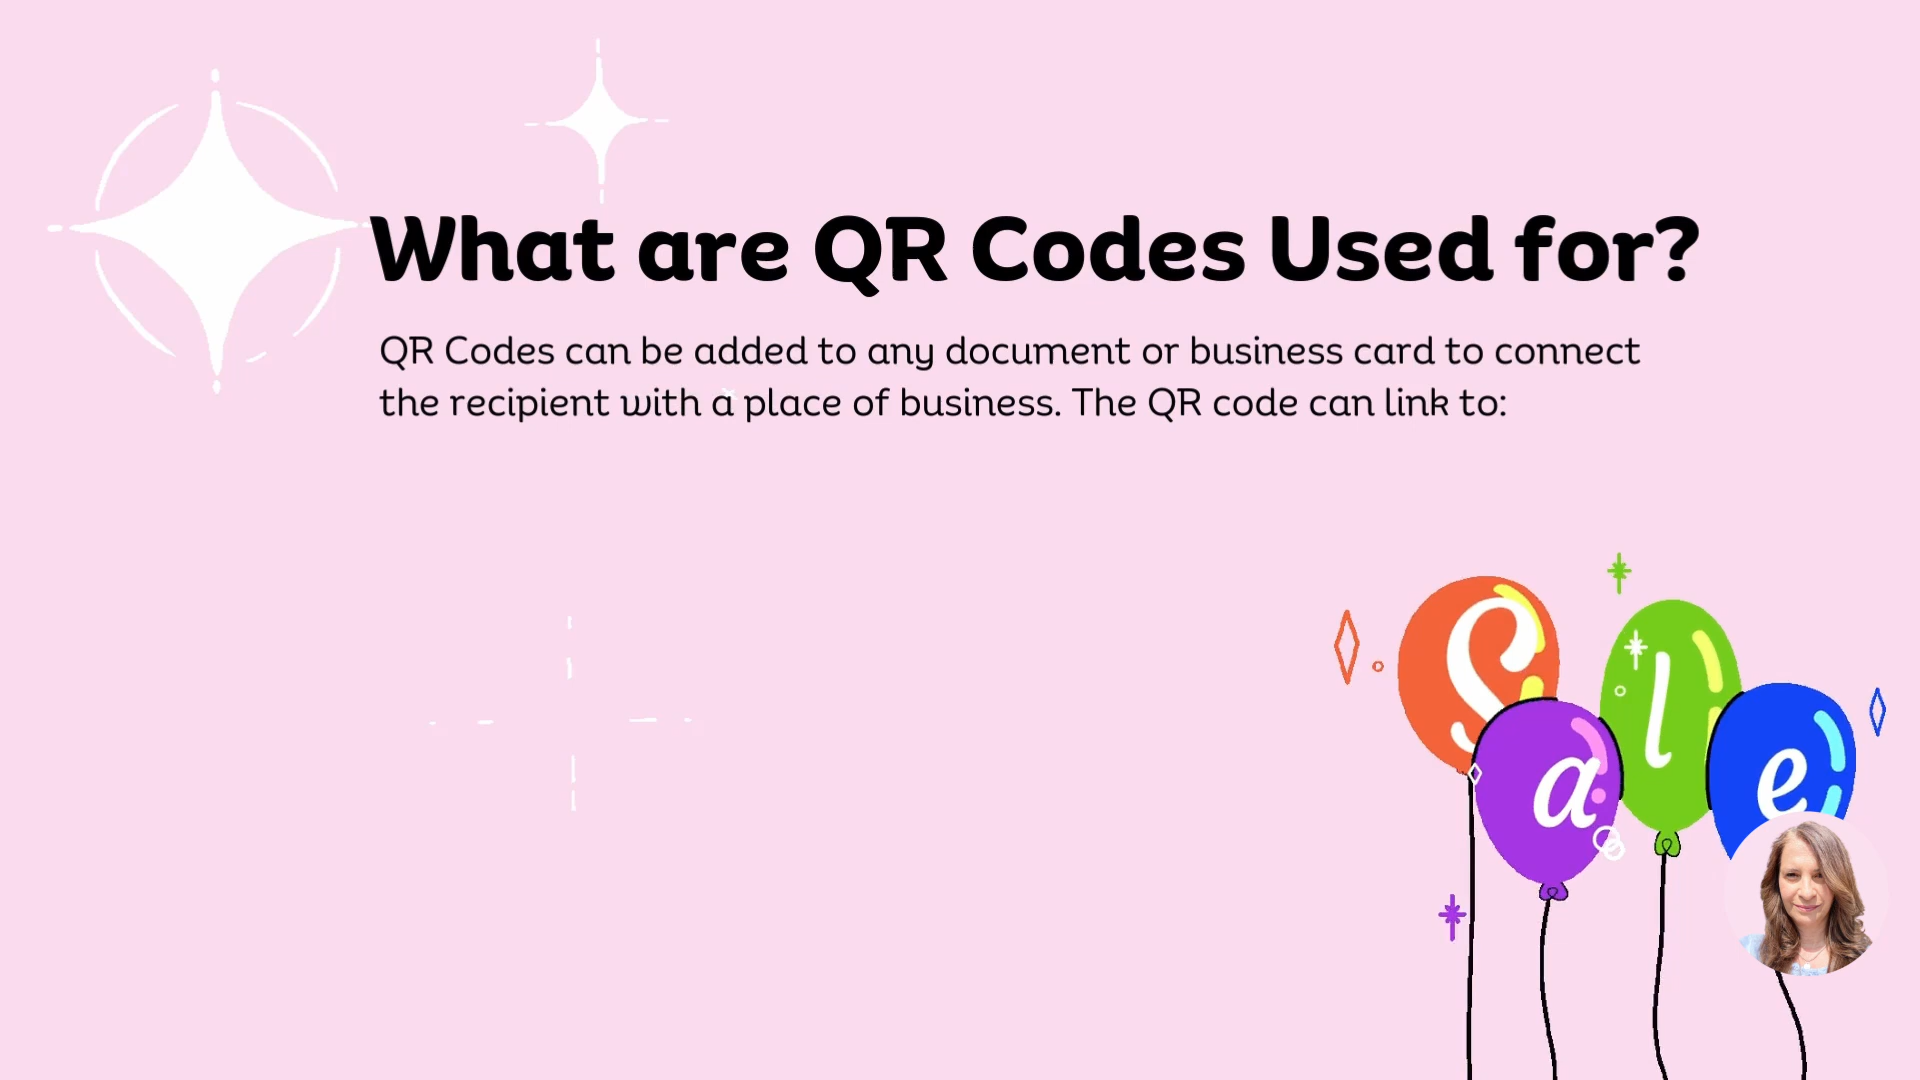 What are QR Codes Used for?
QR Codes can be added to any document or business card to connect
the recipient with a place of business. The QR code can link to:
Sale